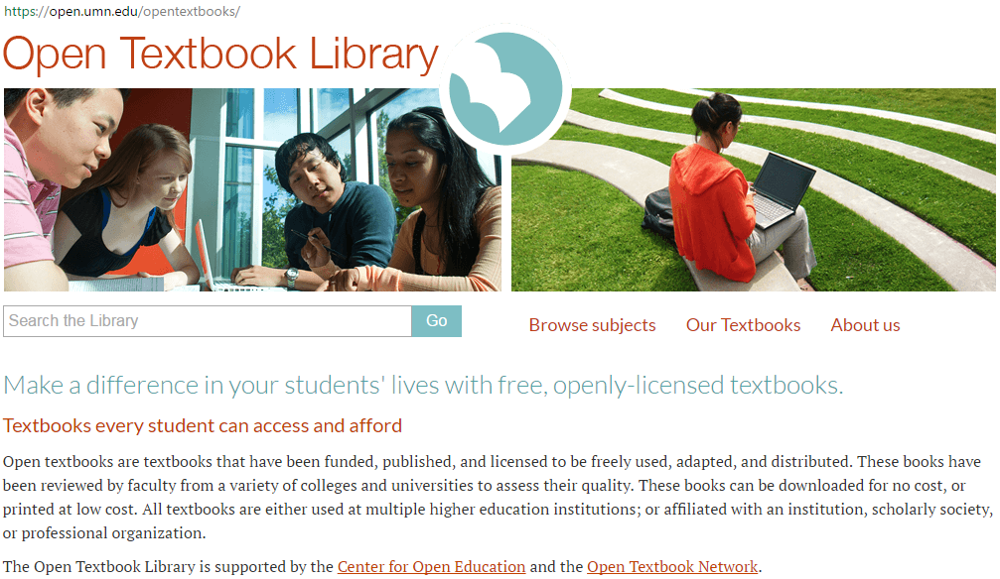 https://open.umn.edu/opentextbooks/
Open Textbook Library
Search the Library
Go
Browse subjects
Our Textbooks
About us
Make a difference in your students' lives with free, openly-licensed textbooks.
Textbooks every student can access and afford
Open textbooks are textbooks that have been funded, published, and licensed to be freely used, adapted, and distributed. These books have
been reviewed by faculty from a variety of colleges and universities to assess their quality. These books can be downloaded for no cost, or
printed at low cost. All textbooks are either used at multiple higher education institutions; or affiliated with an institution, scholarly society,
or professional organization.
The Open Textbook Library is supported by the Center for Open Education and the Open Textbook Network.